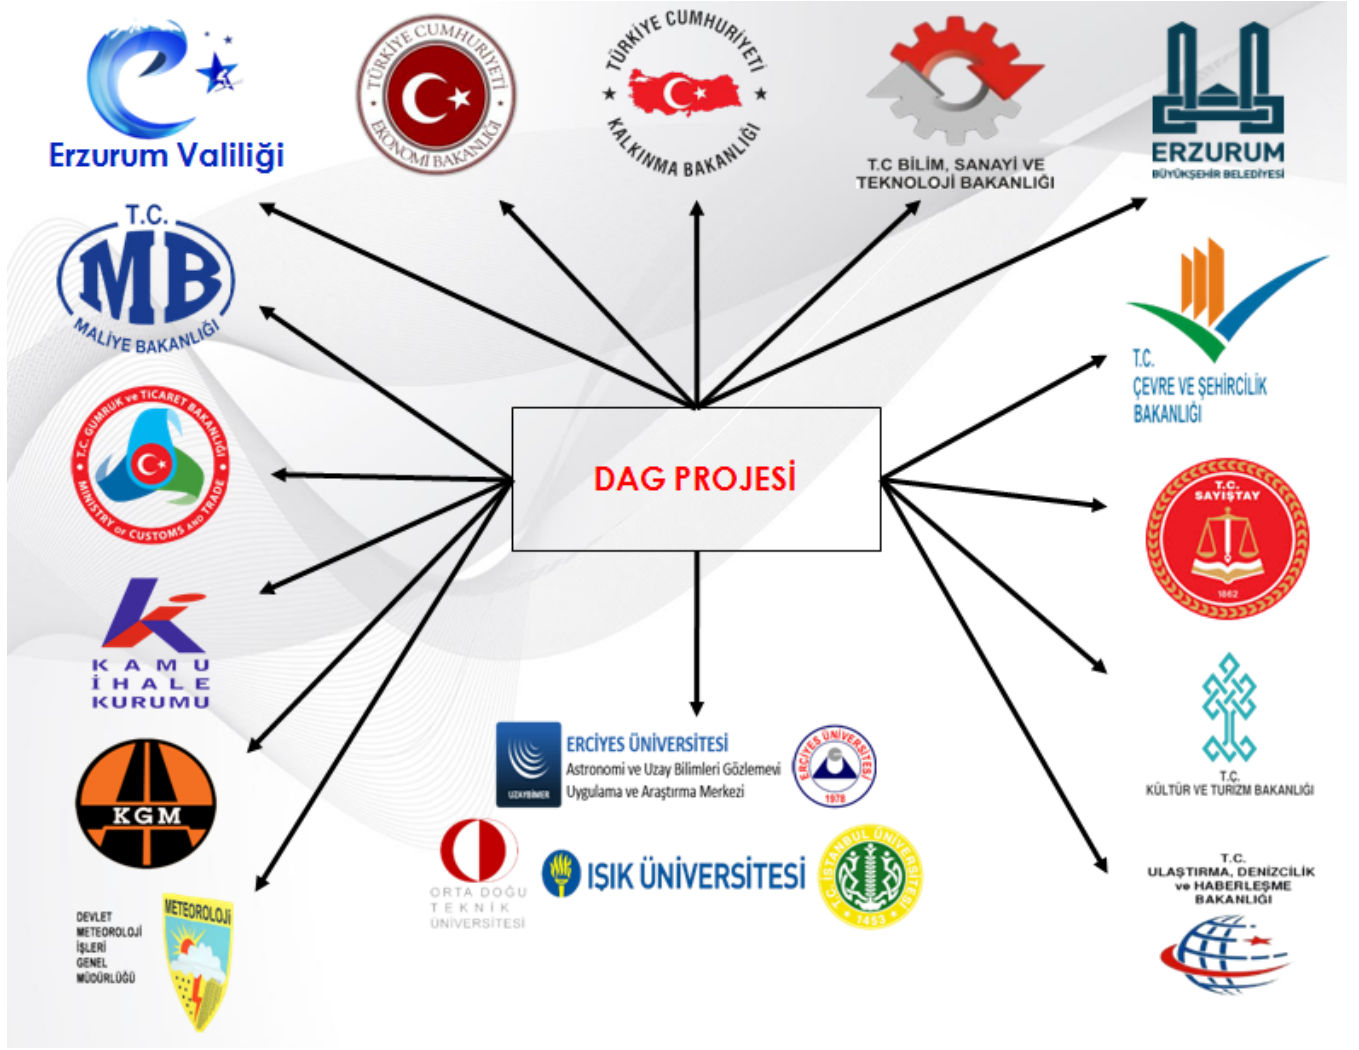 Erzurum Valiliği
TÜRKİYE CUMHURİYETİ
EKONOMİ BAKANLIĞI
TÜRKİYE CUMHURİYETİ
KALKINMA BAKANLIĞI
T.C BİLİM, SANAYİ VE
TEKNOLOJİ BAKANLIĞI
ERZURUM
BÜYÜKŞEHİR BELEDİYESİ
T.C.
MB
MALİYE BAKANLIĞI
T.C.
ÇEVRE VE ŞEHİRCİLİK
BAKANLIĞI
T.C. GUMRUK ve TICARET BAKANLIĞI
MINISTRY OF CUSTOMS AND TRADE
DAG PROJESİ
T.C.
SAYIŞTAY
1862
KAMU
İHALE
KURUMU
T.C.
KÜLTÜR VE TURİZM BAKANLIĞI
KGM
ERCİYES ÜNİVERSİTESİ
Astronomi ve Uzay Bilimleri Gözlemevi
Uygulama ve Araştırma Merkezi
UZAYBİMER
ERCİYES ÜNİVERSİTESİ
1978
ORTA DOĞU
TEKNİK
ÜNİVERSİTESİ
IŞIK ÜNİVERSİTESİ
T.C. İSTANBUL ÜNİVERSİTESİ
1453
T.C.
ULAŞTIRMA, DENİZCİLİK
ve HABERLEŞME
BAKANLIĞI
DEVLET
METEOROLOJİ
İŞLERİ
GENEL
MÜDÜRLÜĞÜ
METEOROLOJİ